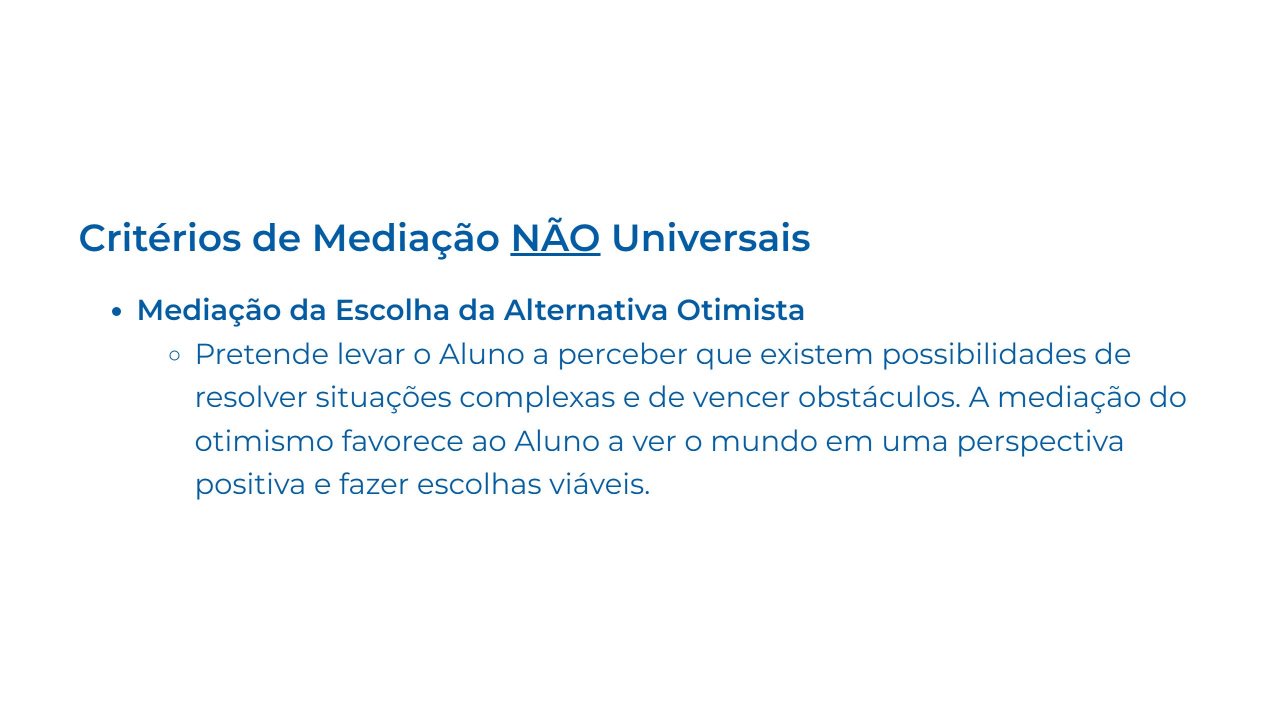 Critérios de Mediação NÃO Universais
• Mediação da Escolha da Alternativa Otimista
◦ Pretende levar o Aluno a perceber que existem possibilidades de
resolver situações complexas e de vencer obstáculos. A mediação do
otimismo favorece ao Aluno a ver o mundo em uma perspectiva
positiva e fazer escolhas viáveis.